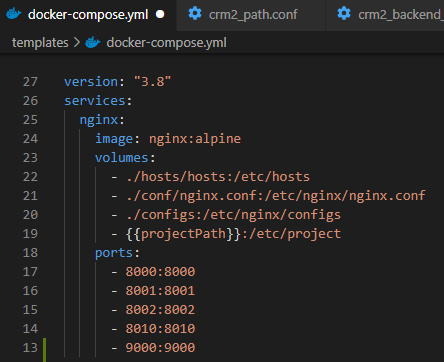 docker-compose.yml crm2_path.conf crm2_backend_
templates > docker-compose.yml
27 version: "3.8"
26 services:
25 nginx:
24 image: nginx:alpine
23 volumes:
22 - ./hosts/hosts:/etc/hosts
21 - ./conf/nginx.conf:/etc/nginx/nginx.conf
20 - ./configs:/etc/nginx/configs
19 - {{projectPath}}:/etc/project
18 ports:
17 - 8000:8000
16 - 8001:8001
15 - 8002:8002
14 - 8010:8010
13 - 9000:9000